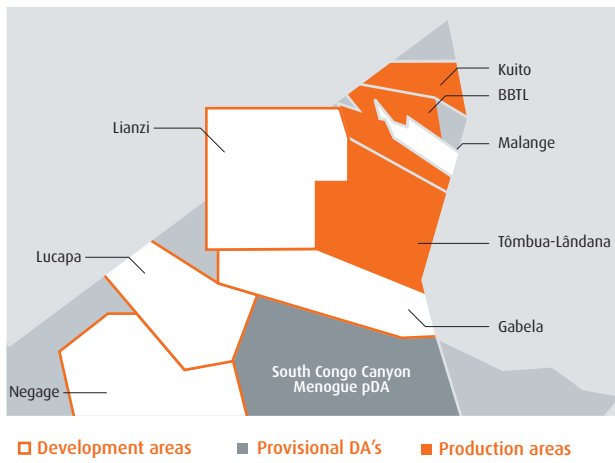 Kuito
BBTL
Malange
Lianzi
Tômbua-Lândana
Lucapa
Gabela
South Congo Canyon
Menogue pDA
Negage
Development areas
Provisional DA's
Production areas